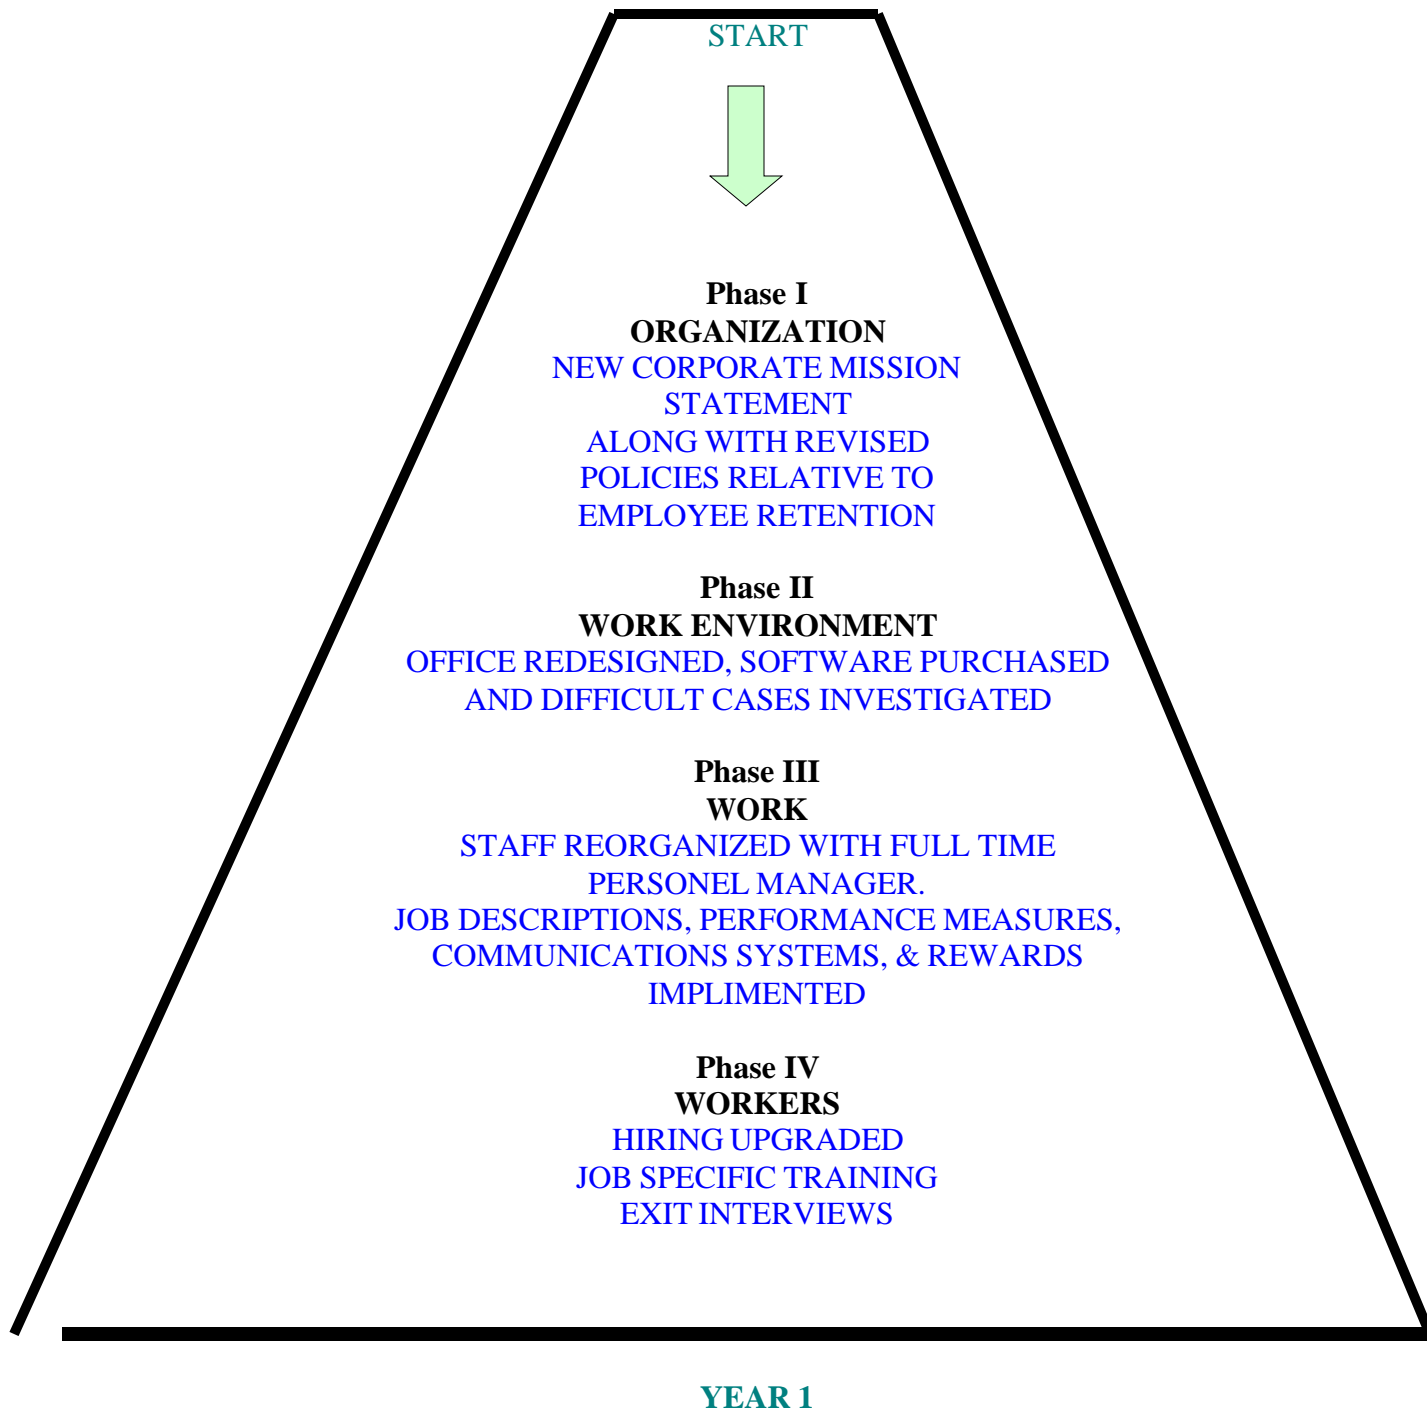 START
Phase I
ORGANIZATION
NEW CORPORATE MISSION
STATEMENT
ALONG WITH REVISED
POLICIES RELATIVE TO
EMPLOYEE RETENTION
Phase II
WORK ENVIRONMENT
OFFICE REDESIGNED, SOFTWARE PURCHASED
AND DIFFICULT CASES INVESTIGATED
Phase III
WORK
STAFF REORGANIZED WITH FULL TIME
PERSONEL MANAGER.
JOB DESCRIPTIONS, PERFORMANCE MEASURES,
COMMUNICATIONS SYSTEMS, & REWARDS
IMPLIMENTED
Phase IV
WORKERS
HIRING UPGRADED
JOB SPECIFIC TRAINING
EXIT INTERVIEWS
YEAR 1